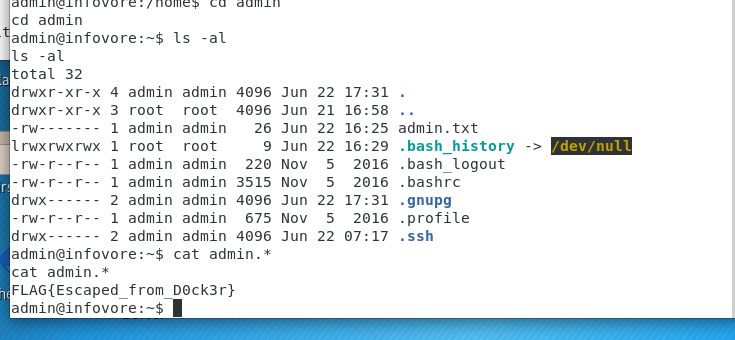 admin@infovore:/home$ cd admin
cd admin
admin@infovore:~$ ls -al
ls -al
total 32
drwxr-xr-x 4 admin admin 4096 Jun 22 17:31 .
drwxr-xr-x 3 root  root  4096 Jun 21 16:58 ..
-rw------- 1 admin admin   26 Jun 22 16:25 admin.txt
lrwxrwxrwx 1 root  root     9 Jun 22 16:29 .bash_history -> /dev/null
-rw-r--r-- 1 admin admin  220 Nov  5  2016 .bash_logout
-rw-r--r-- 1 admin admin 3515 Nov  5  2016 .bashrc
drwx------ 2 admin admin 4096 Jun 22 17:31 .gnupg
-rw-r--r-- 1 admin admin  675 Nov  5  2016 .profile
drwx------ 2 admin admin 4096 Jun 22 07:17 .ssh
admin@infovore:~$ cat admin.*
cat admin.*
FLAG{Escaped_from_D0ck3r}
admin@infovore:~$